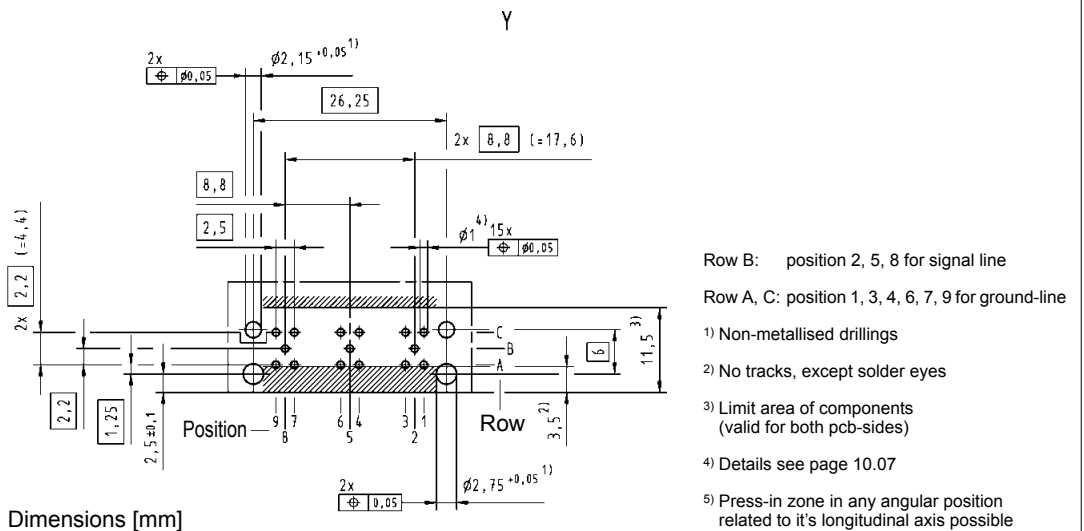 Y
2x ø2,15 +0,05 1)
⌖ ø0,05
26,25
2x 8,8 (=17,6)
8,8
2,5
ø1 4) 15x
⌖ ø0,05
2x 2,2 (=4,4)
2,2
1,25
2,5±0,1
C
B
A
6
11,5 3)
3,5 2)
9 7 6 4 3 1
Position 8 5 2 Row
2x ø2,75 +0,05 1)
⌖ 0,05
Dimensions [mm]
Row B: position 2, 5, 8 for signal line
Row A, C: position 1, 3, 4, 6, 7, 9 for ground-line
1) Non-metallised drillings
2) No tracks, except solder eyes
3) Limit area of components
(valid for both pcb-sides)
4) Details see page 10.07
5) Press-in zone in any angular position
related to it's longitudinal axis possible